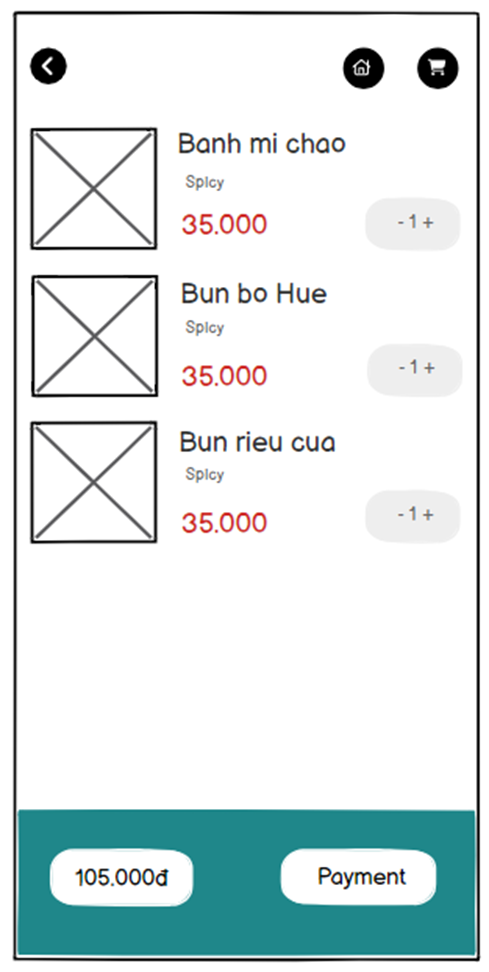 Banh mi chao
Spicy
35.000
- 1 +
Bun bo Hue
Spicy
35.000
- 1 +
Bun rieu cua
Spicy
35.000
- 1 +
105.000đ
Payment